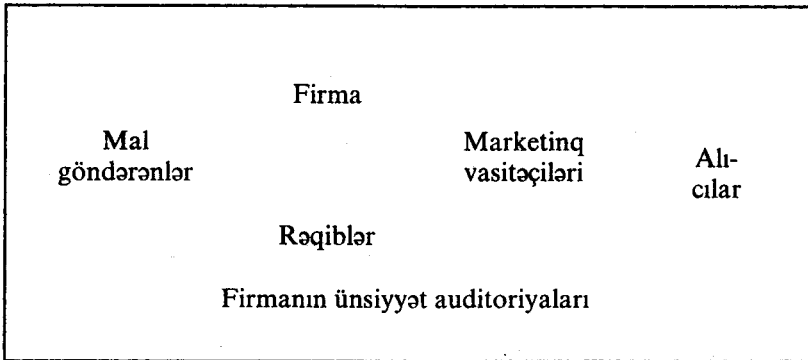 Firma
Mal
göndərənlər
Marketinq
vasitəçiləri
Alı-
cılar
Rəqiblər
Firmanın ünsiyyət auditoriyaları